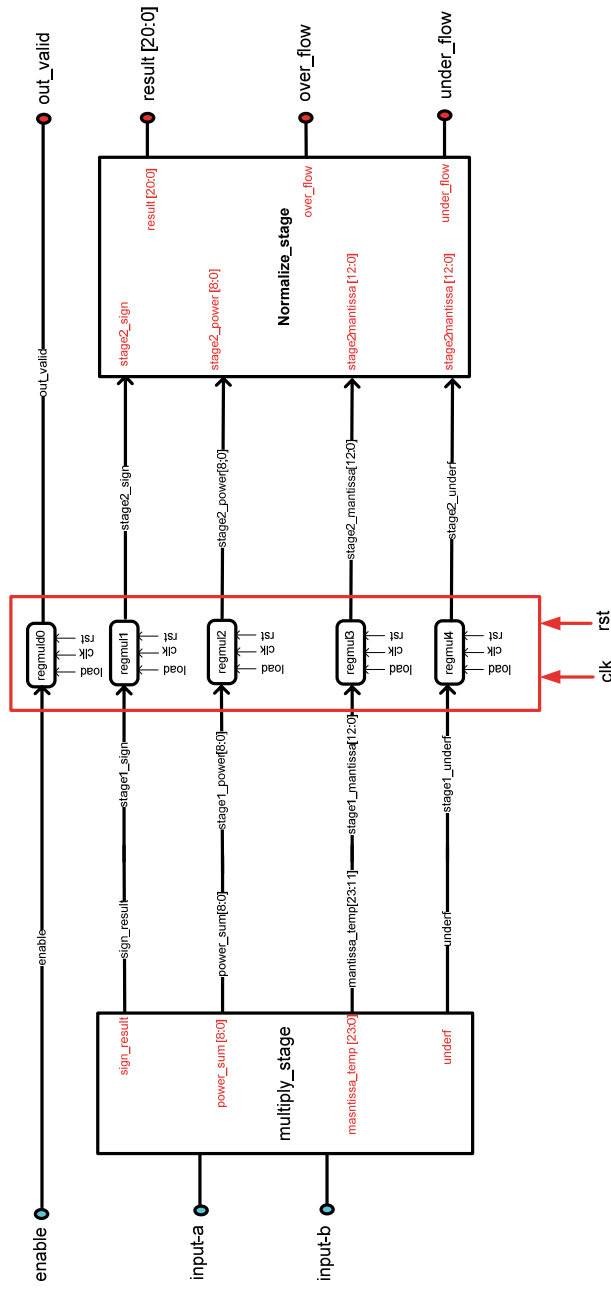 enable
enable
regmuld0
load
clk
rst
out_valid
out_valid
input-a
input-b
multiply_stage
sign_result
power_sum [8:0]
masntissa_temp [23:0]
underf
sign_result
stage1_sign
regmul1
load
clk
rst
stage2_sign
power_sum[8:0]
stage1_power[8:0]
regmul2
load
clk
rst
stage2_power[8:0]
mantissa_temp[23:11]
stage1_mantissa[12:0]
regmul3
load
clk
rst
stage2_mantissa[12:0]
underf
stage1_underf
regmul4
load
clk
rst
stage2_underf
clk
rst
Normalize_stage
stage2_sign
stage2_power [8:0]
stage2mantissa [12:0]
stage2mantissa [12:0]
result [20:0]
over_flow
under_flow
result [20:0]
over_flow
under_flow